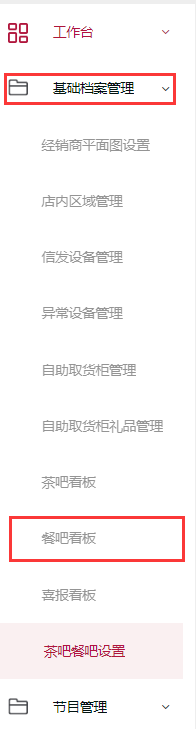 工作台
基础档案管理
经销商平面图设置
店内区域管理
信发设备管理
异常设备管理
自助取货柜管理
自助取货柜礼品管理
茶吧看板
餐吧看板
喜报看板
茶吧餐吧设置
节目管理